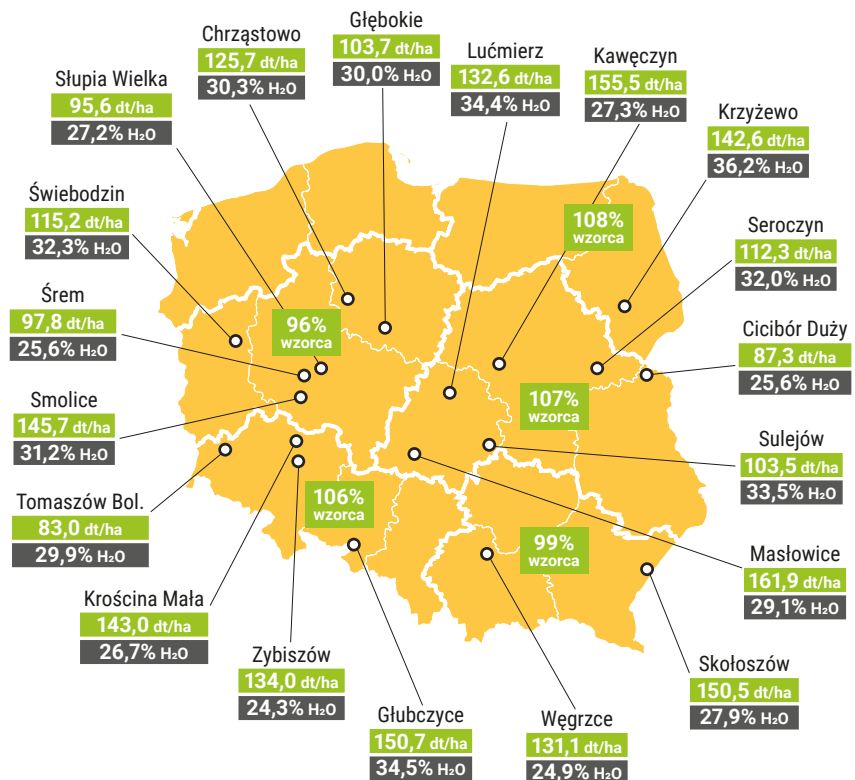 Głębokie
103,7 dt/ha
30,0% H₂O
Chrząstowo
125,7 dt/ha
30,3% H₂O
Lućmierz
132,6 dt/ha
34,4% H₂O
Kawęczyn
155,5 dt/ha
27,3% H₂O
Słupia Wielka
95,6 dt/ha
27,2% H₂O
Krzyżewo
142,6 dt/ha
36,2% H₂O
Świebodzin
115,2 dt/ha
32,3% H₂O
108%
wzorca
Seroczyn
112,3 dt/ha
32,0% H₂O
Śrem
97,8 dt/ha
25,6% H₂O
96%
wzorca
Cicibór Duży
87,3 dt/ha
25,6% H₂O
Smolice
145,7 dt/ha
31,2% H₂O
107%
wzorca
Sulejów
103,5 dt/ha
33,5% H₂O
Tomaszów Bol.
83,0 dt/ha
29,9% H₂O
106%
wzorca
99%
wzorca
Masłowice
161,9 dt/ha
29,1% H₂O
Krościna Mała
143,0 dt/ha
26,7% H₂O
Zybiszów
134,0 dt/ha
24,3% H₂O
Skołoszów
150,5 dt/ha
27,9% H₂O
Głubczyce
150,7 dt/ha
34,5% H₂O
Węgrzce
131,1 dt/ha
24,9% H₂O